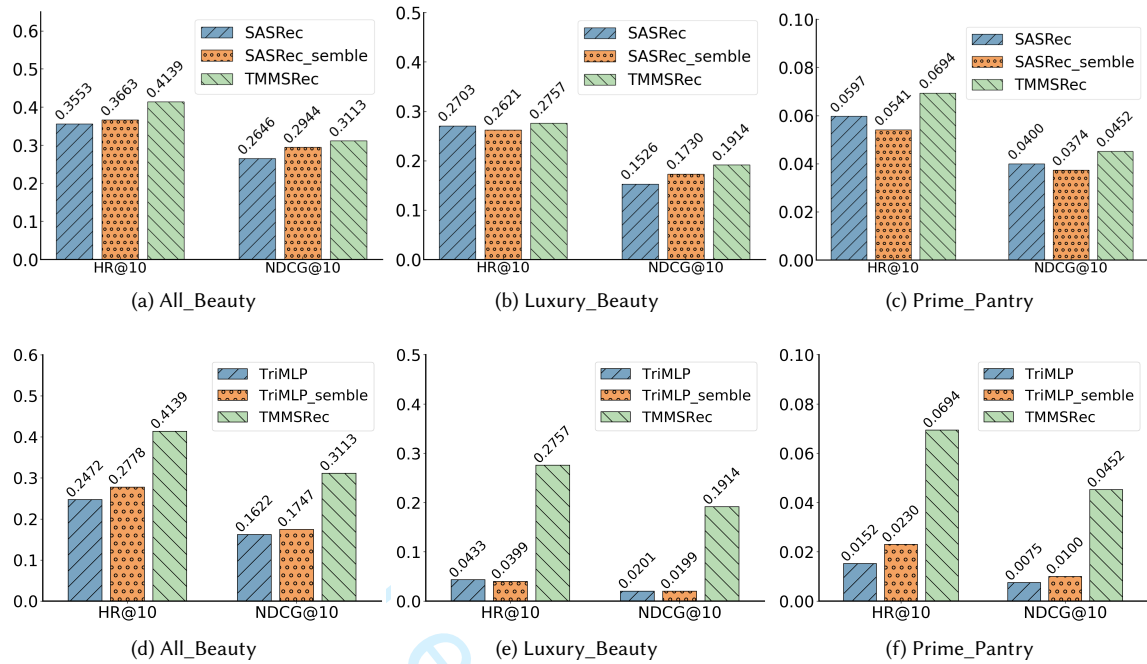 0.6
0.5
0.4
0.3
0.2
0.1
0.0
SASRec
SASRec_semble
TMMSRec
0.3553
0.3663
0.4139
0.2646
0.2944
0.3113
HR@10
NDCG@10
(a) All_Beauty
0.5
0.4
0.3
0.2
0.1
0.0
SASRec
SASRec_semble
TMMSRec
0.2703
0.2621
0.2757
0.1526
0.1730
0.1914
HR@10
NDCG@10
(b) Luxury_Beauty
0.10
0.08
0.06
0.04
0.02
0.00
SASRec
SASRec_semble
TMMSRec
0.0597
0.0541
0.0694
0.0400
0.0374
0.0452
HR@10
NDCG@10
(c) Prime_Pantry
0.6
0.5
0.4
0.3
0.2
0.1
0.0
TriMLP
TriMLP_semble
TMMSRec
0.2472
0.2778
0.4139
0.1622
0.1747
0.3113
HR@10
NDCG@10
(d) All_Beauty
0.5
0.4
0.3
0.2
0.1
0.0
TriMLP
TriMLP_semble
TMMSRec
0.0433
0.0399
0.2757
0.0201
0.0199
0.1914
HR@10
NDCG@10
(e) Luxury_Beauty
0.10
0.08
0.06
0.04
0.02
0.00
TriMLP
TriMLP_semble
TMMSRec
0.0152
0.0230
0.0694
0.0075
0.0100
0.0452
HR@10
NDCG@10
(f) Prime_Pantry